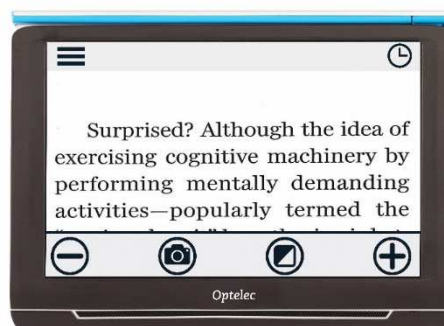 Surprised? Although the idea of
exercising cognitive machinery by
performing mentally demanding
activities—popularly termed the
Optelec